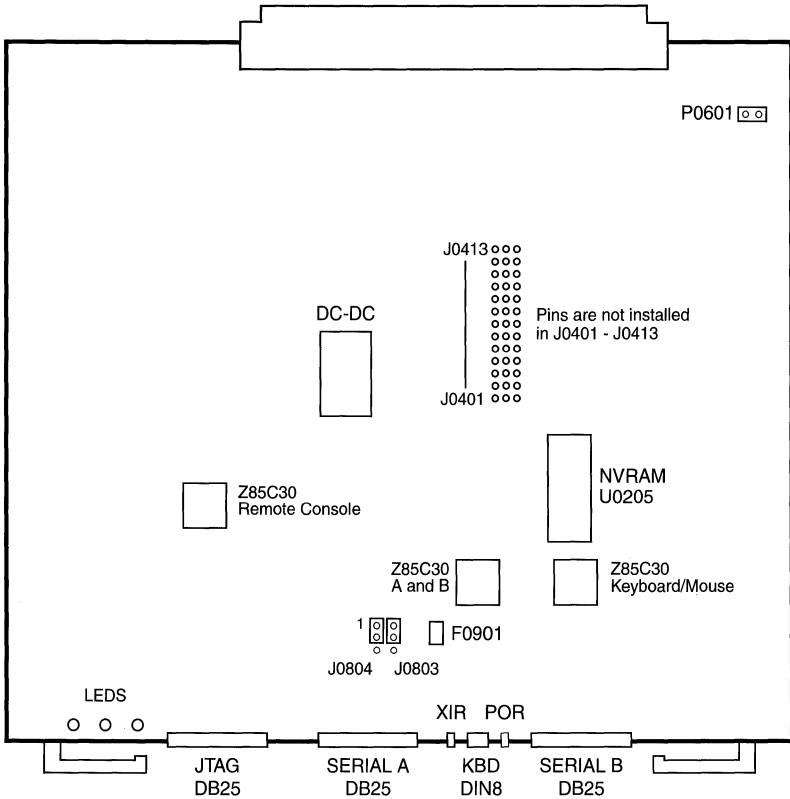 P0601
J0413
DC-DC
Pins are not installed
in J0401 - J0413
J0401
NVRAM
U0205
Z85C30
Remote Console
Z85C30
A and B
Z85C30
Keyboard/Mouse
1
F0901
J0804
J0803
LEDS
XIR
POR
JTAG
DB25
SERIAL A
DB25
KBD
DIN8
SERIAL B
DB25